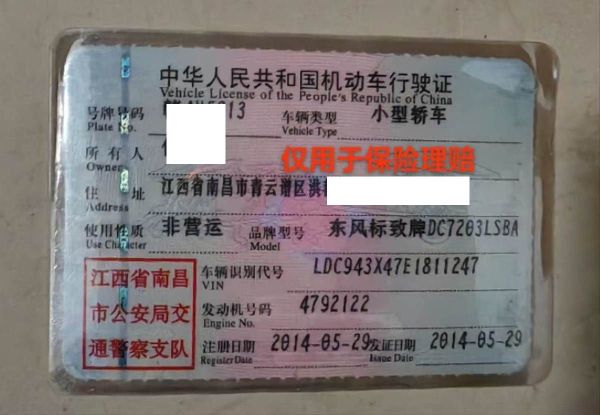 中华人民共和国机动车行驶证
Vehicle License of the People's Republic of China
号牌号码 213 车辆类型 小型轿车
Plate No. Vehicle Type
所有人
Owner 仅用于保险理赔
住址 江西省南昌市青云谱区洪
Address
使用性质 非营运 品牌型号 东风标致牌DC7203LSBA
Use Character Model
江西省南昌
市公安局交
通警察支队
车辆识别代号 LDC943X47E1811247
VIN
发动机号码 4792122
Engine No.
注册日期 2014-05-29 发证日期 2014-05-29
Register Date Issue Date